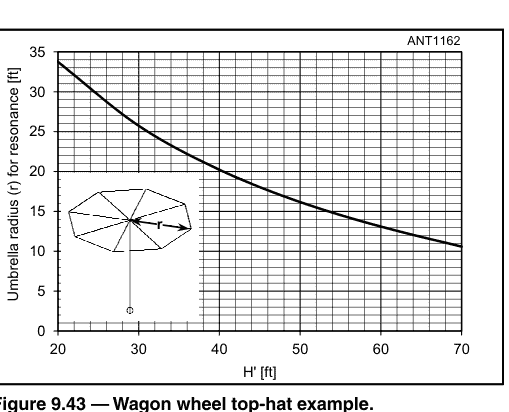 ANT1162
Umbrella radius (r) for resonance [ft]
35
30
25
20
15
10
5
0
r
20 30 40 50 60 70
H' [ft]
igure 9.43 — Wagon wheel top-hat example.